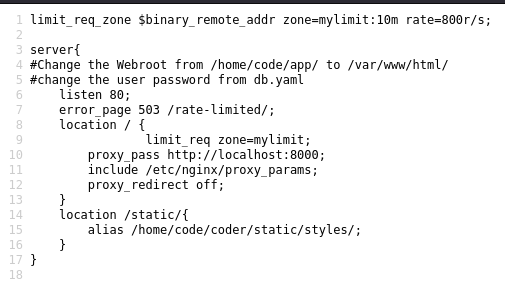 1 limit_req_zone $binary_remote_addr zone=mylimit:10m rate=800r/s;
2
3 server{
4 #Change the Webroot from /home/code/app/ to /var/www/html/
5 #change the user password from db.yaml
6     listen 80;
7     error_page 503 /rate-limited/;
8     location / {
9                 limit_req zone=mylimit;
10         proxy_pass http://localhost:8000;
11         include /etc/nginx/proxy_params;
12         proxy_redirect off;
13     }
14     location /static/{
15         alias /home/code/coder/static/styles/;
16     }
17 }
18